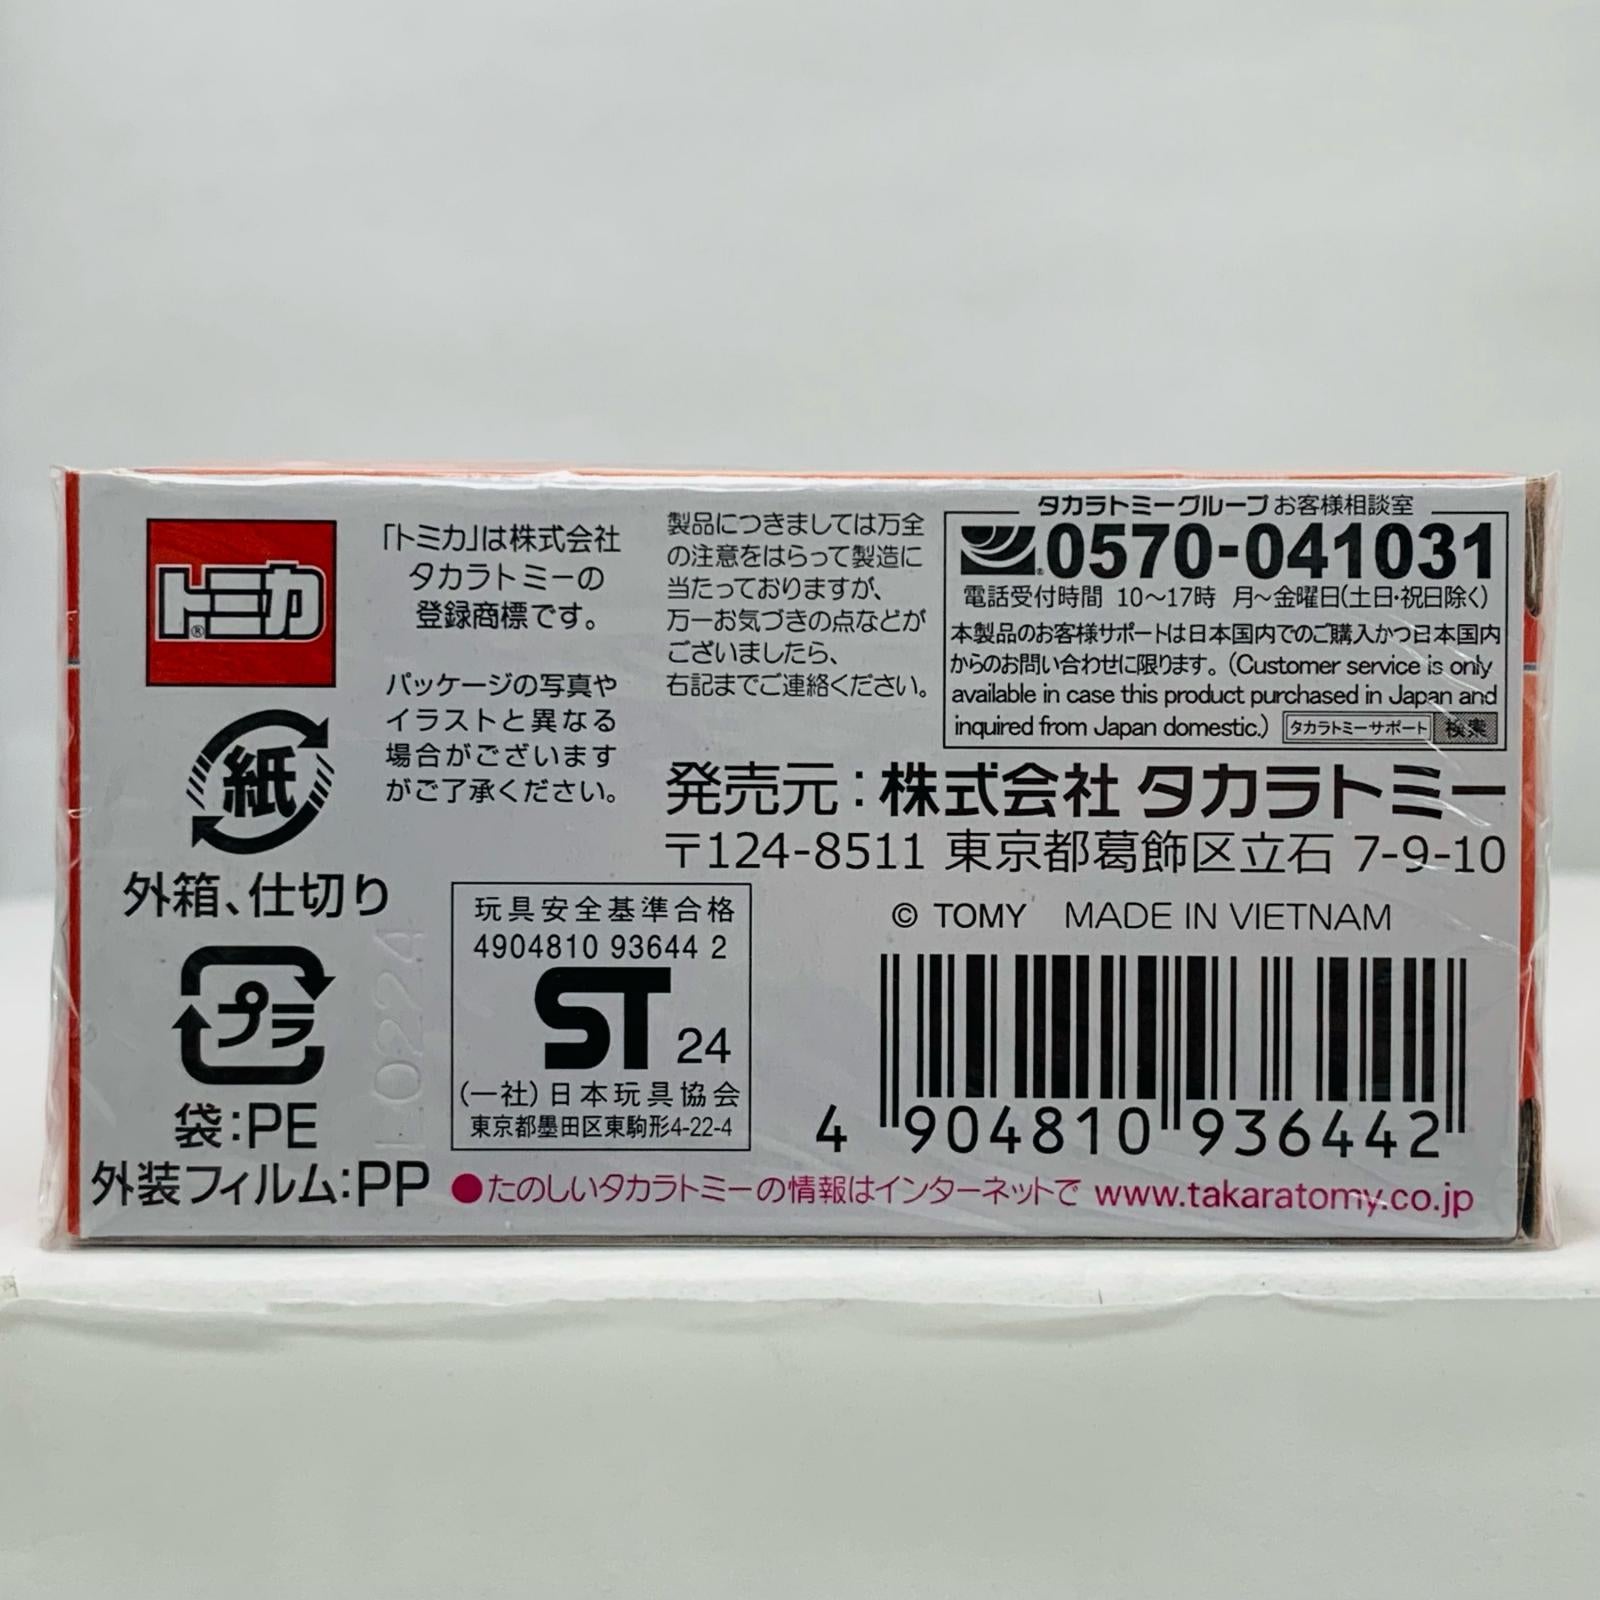 トミカ®
「トミカ」は株式会社
タカラトミーの
登録商標です。
パッケージの写真や
イラストと異なる
場合がございます
がご了承ください。
製品につきましては万全
の注意をはらって製造に
当たっておりますが、
万一お気づきの点などが
ございましたら、
右記までご連絡ください。
タカラトミーグループ お客様相談室
0570-041031
電話受付時間 10〜17時 月〜金曜日(土日・祝日除く)
本製品のお客様サポートは日本国内でのご購入かつ日本国内
からのお問い合わせに限ります。(Customer service is only
available in case this product purchased in Japan and
inquired from Japan domestic.) タカラトミーサポート 検索
発売元:株式会社 タカラトミー
〒124-8511 東京都葛飾区立石 7-9-10
© TOMY MADE IN VIETNAM
紙
外箱、仕切り
プラ
袋:PE
外装フィルム:PP
L0224
玩具安全基準合格
4904810 93644 2
ST 24
(一社)日本玩具協会
東京都墨田区東駒形4-22-4
4 904810 936442
●たのしいタカラトミーの情報はインターネットで www.takaratomy.co.jp